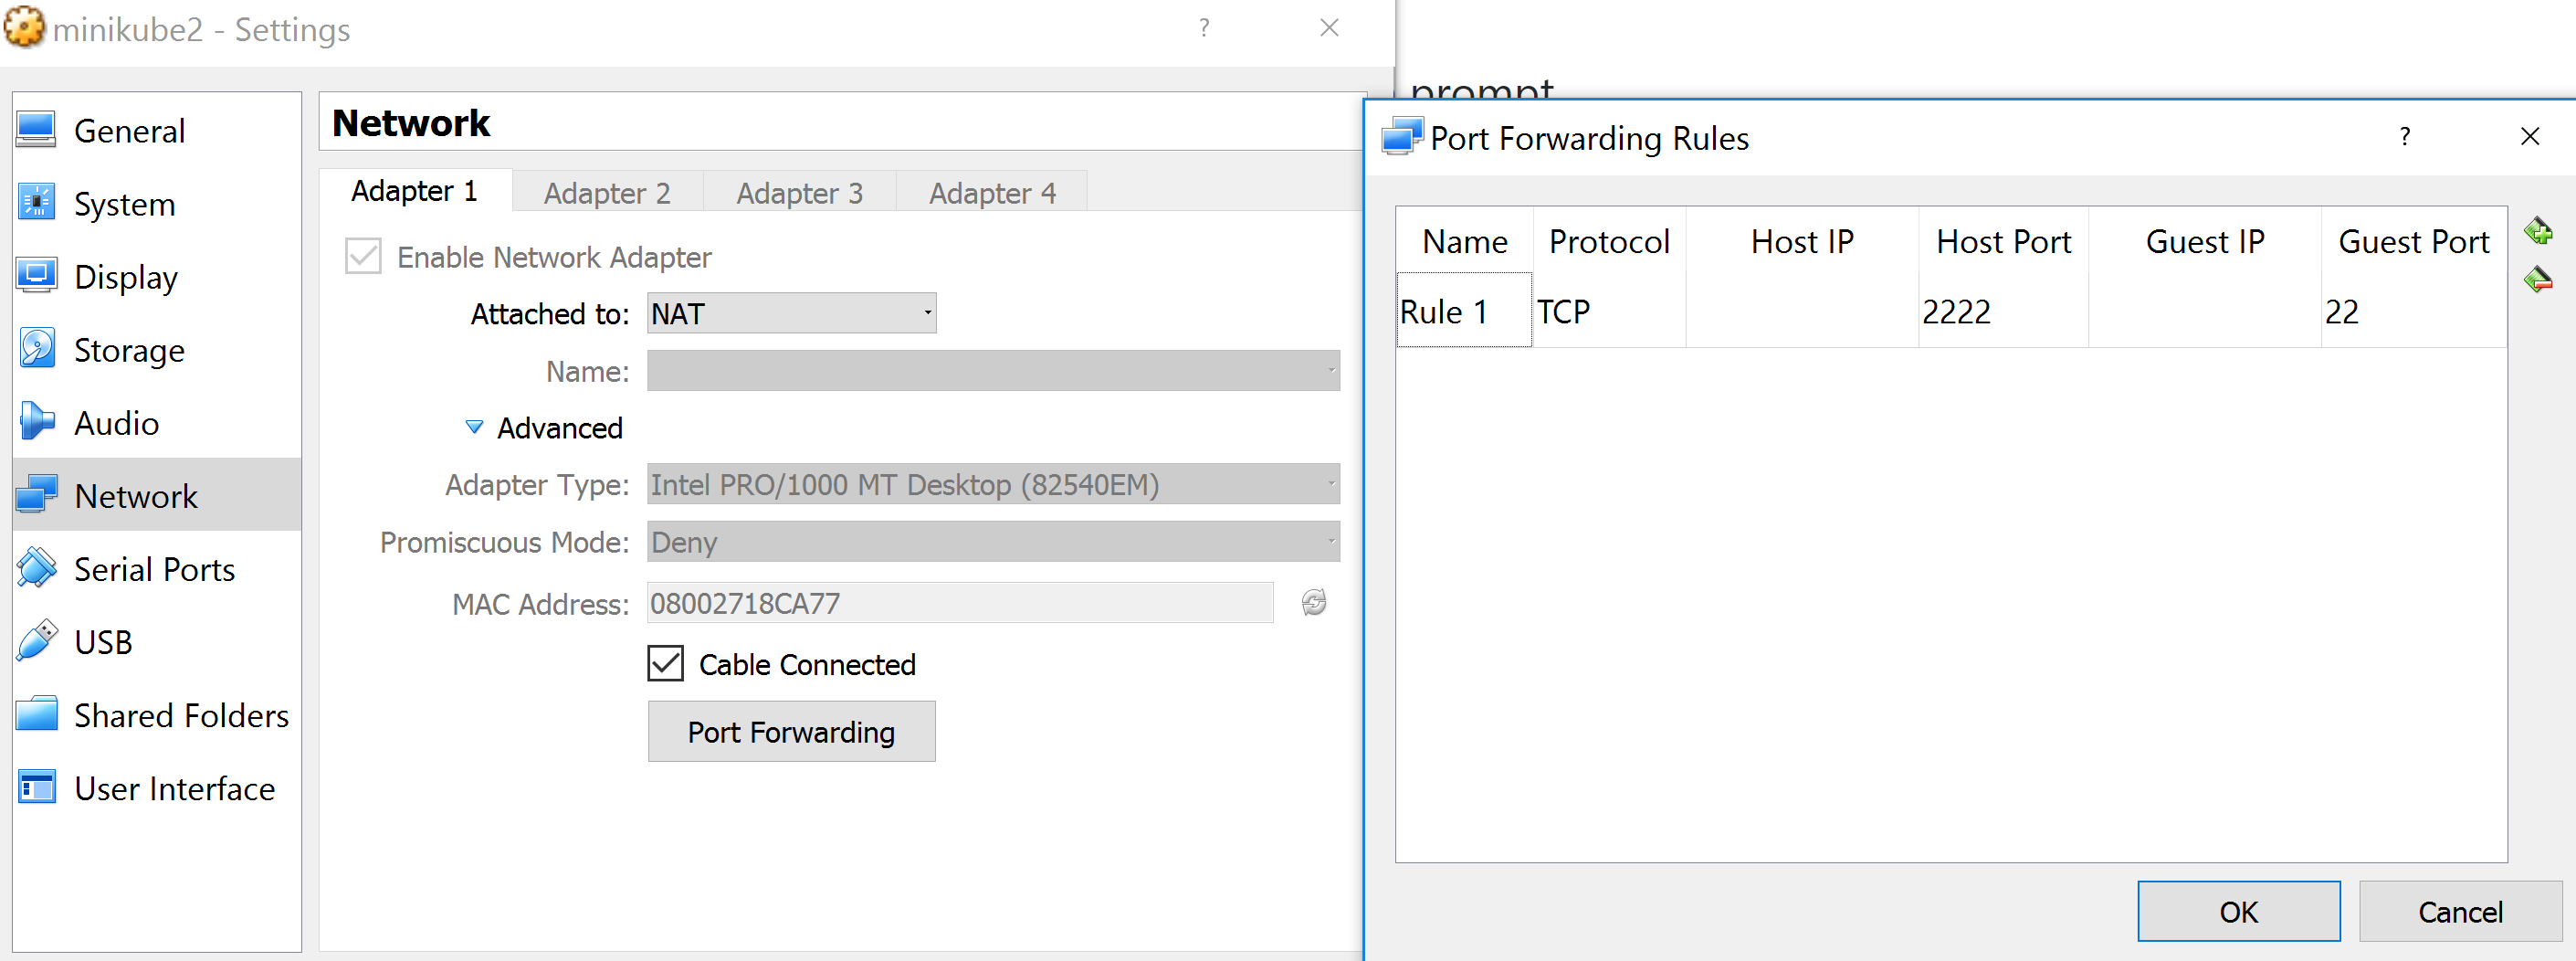 minikube2 - Settings
?
General
System
Display
Storage
Audio
Network
Serial Ports
USB
Shared Folders
User Interface
Network
Adapter 1 Adapter 2 Adapter 3 Adapter 4
Enable Network Adapter
Attached to: NAT
Name:
Advanced
Adapter Type: Intel PRO/1000 MT Desktop (82540EM)
Promiscuous Mode: Deny
MAC Address: 08002718CA77
Cable Connected
Port Forwarding
prompt
Port Forwarding Rules
?
Name Protocol Host IP Host Port Guest IP Guest Port
Rule 1 TCP 2222 22
OK Cancel